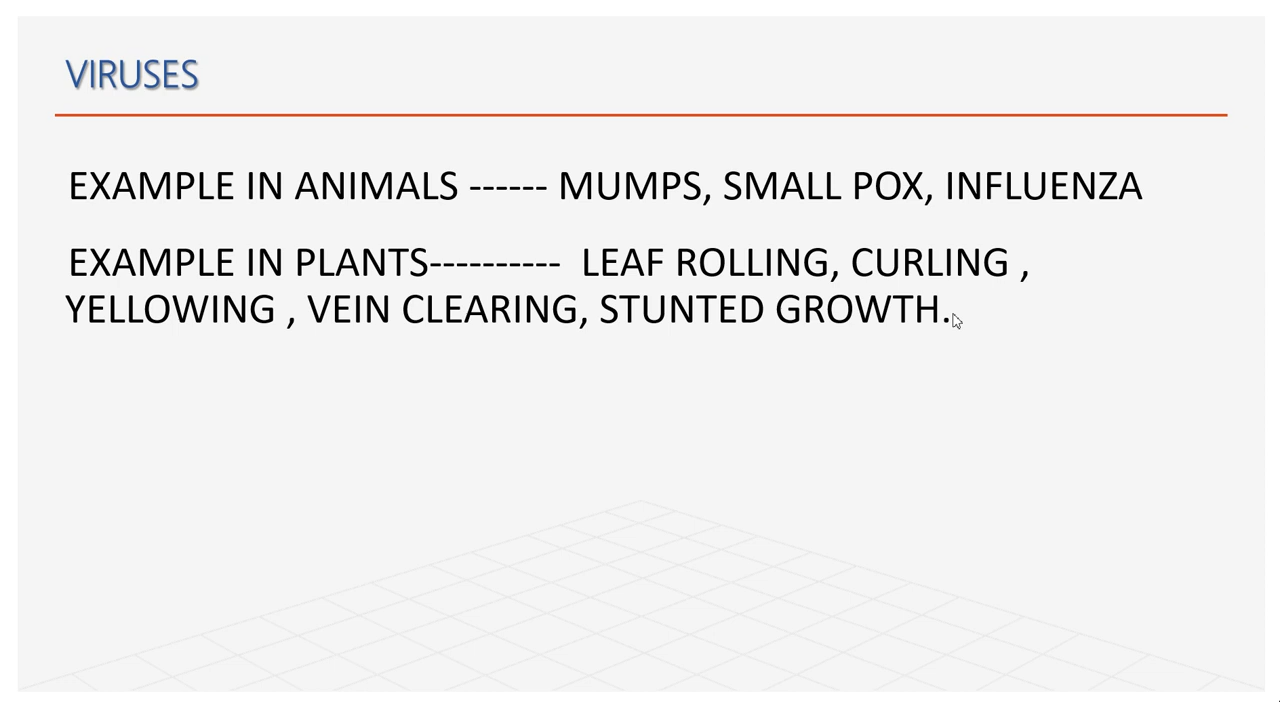 VIRUSES
EXAMPLE IN ANIMALS ------ MUMPS, SMALL POX, INFLUENZA
EXAMPLE IN PLANTS---------- LEAF ROLLING, CURLING ,
YELLOWING , VEIN CLEARING, STUNTED GROWTH.